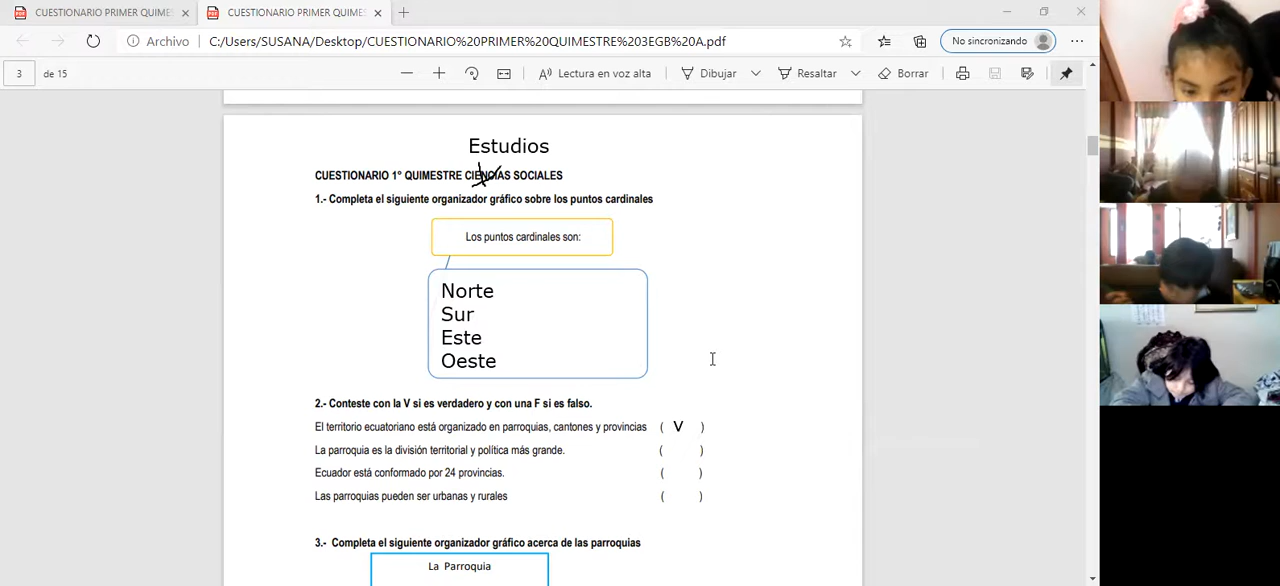 CUESTIONARIO PRIMER QUIMES
CUESTIONARIO PRIMER QUIMES
Archivo
C:/Users/SUSANA/Desktop/CUESTIONARIO%20PRIMER%20QUIMESTRE%203EGB%20A.pdf
No sincronizando
3
de 15
Lectura en voz alta
Dibujar
Resaltar
Borrar
Estudios
CUESTIONARIO 1° QUIMESTRE CIENCIAS SOCIALES
1.- Completa el siguiente organizador gráfico sobre los puntos cardinales
Los puntos cardinales son:
Norte
Sur
Este
Oeste
2.- Conteste con la V si es verdadero y con una F si es falso.
El territorio ecuatoriano está organizado en parroquias, cantones y provincias ( V )
La parroquia es la división territorial y política más grande. ( )
Ecuador está conformado por 24 provincias. ( )
Las parroquias pueden ser urbanas y rurales ( )
3.- Completa el siguiente organizador gráfico acerca de las parroquias
La Parroquia